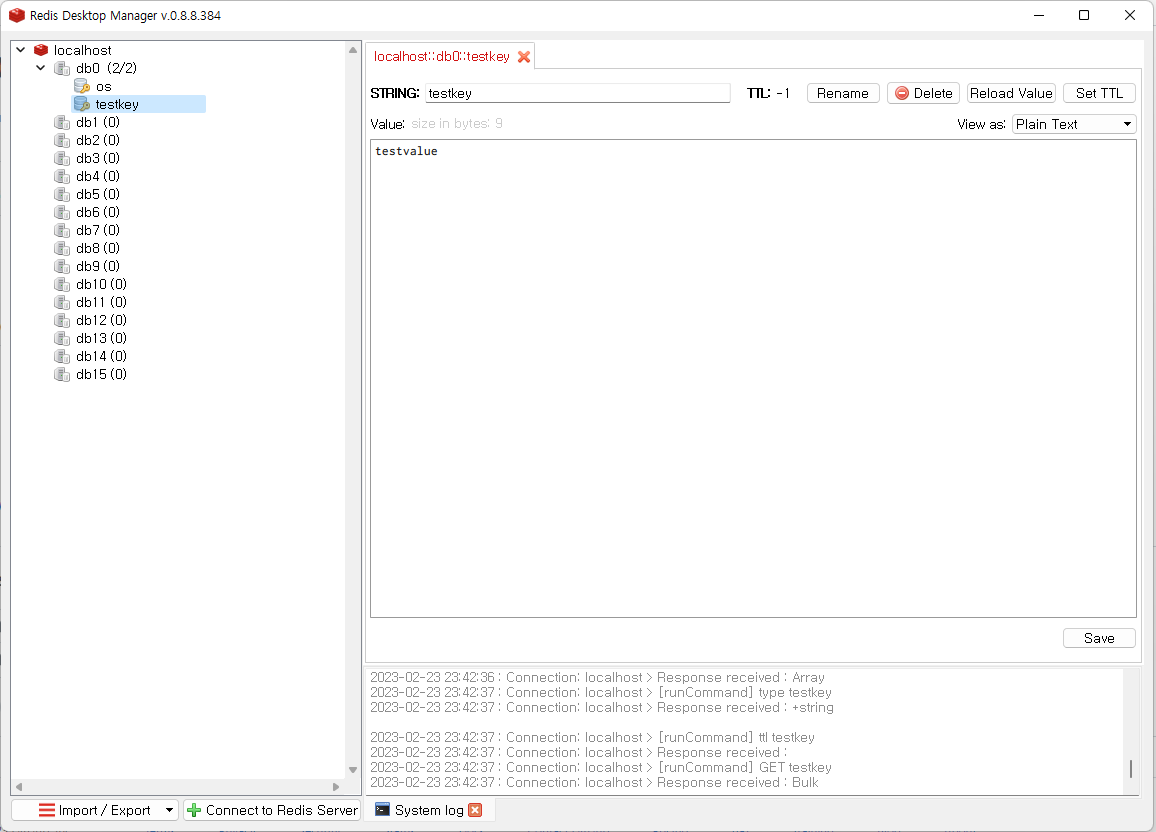 Redis Desktop Manager v.0.8.8.384
localhost
db0 (2/2)
os
testkey
db1 (0)
db2 (0)
db3 (0)
db4 (0)
db5 (0)
db6 (0)
db7 (0)
db8 (0)
db9 (0)
db10 (0)
db11 (0)
db12 (0)
db13 (0)
db14 (0)
db15 (0)
Import / Export
Connect to Redis Server
localhost::db0::testkey
STRING: testkey TTL: -1 Rename Delete Reload Value Set TTL
Value: size in bytes: 9 View as: Plain Text
testvalue
Save
2023-02-23 23:42:36 : Connection: localhost > Response received : Array
2023-02-23 23:42:37 : Connection: localhost > [runCommand] type testkey
2023-02-23 23:42:37 : Connection: localhost > Response received : +string
2023-02-23 23:42:37 : Connection: localhost > [runCommand] ttl testkey
2023-02-23 23:42:37 : Connection: localhost > Response received :
2023-02-23 23:42:37 : Connection: localhost > [runCommand] GET testkey
2023-02-23 23:42:37 : Connection: localhost > Response received : Bulk
System log